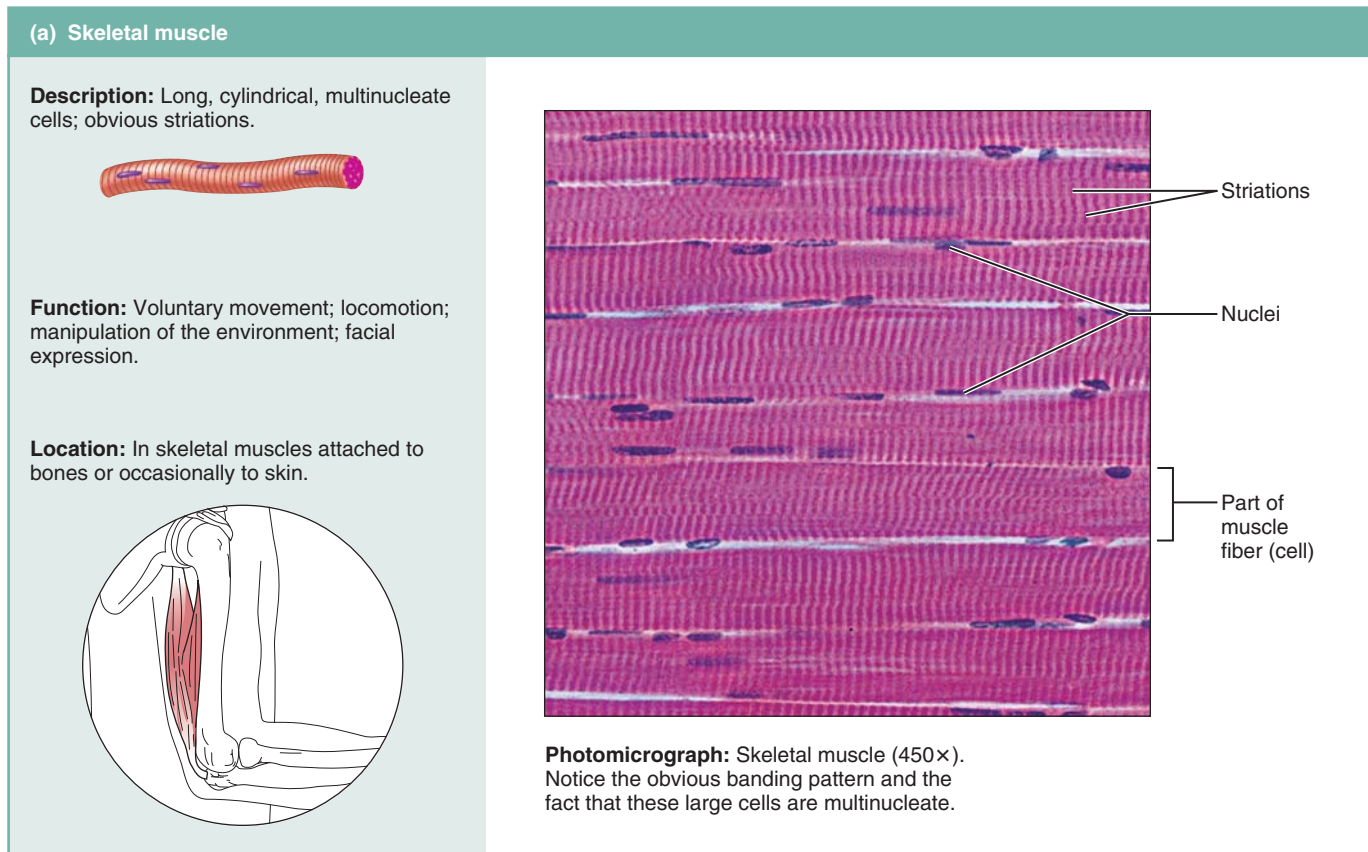 (a) Skeletal muscle
Description: Long, cylindrical, multinucleate
cells; obvious striations.
Function: Voluntary movement; locomotion;
manipulation of the environment; facial
expression.
Location: In skeletal muscles attached to
bones or occasionally to skin.
Striations
Nuclei
Part of
muscle
fiber (cell)
Photomicrograph: Skeletal muscle (450×).
Notice the obvious banding pattern and the
fact that these large cells are multinucleate.